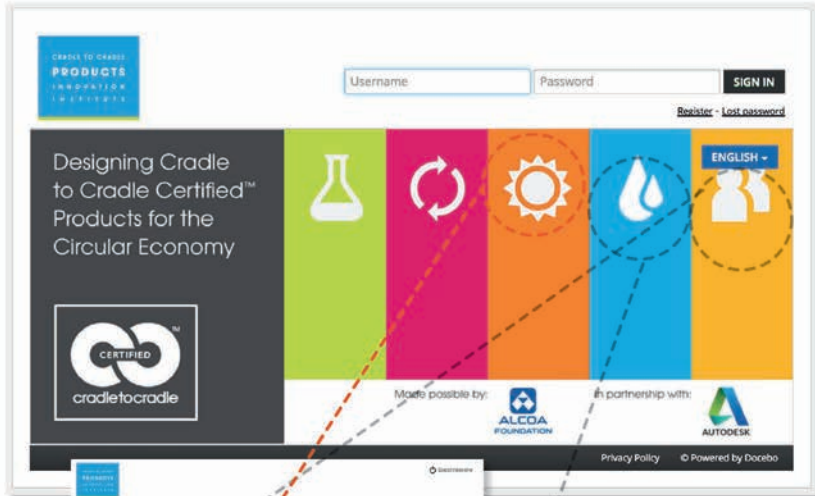 CRADLE TO CRADLE
PRODUCTS
INNOVATION
INSTITUTE
Username
Password
SIGN IN
Register - Lost password
Designing Cradle
to Cradle Certified™
Products for the
Circular Economy
ENGLISH
CERTIFIED
TM
cradletocradle
Made possible by:
ALCOA
FOUNDATION
In partnership with:
AUTODESK
Privacy Policy
© Powered by Docebo
PRODUCTS